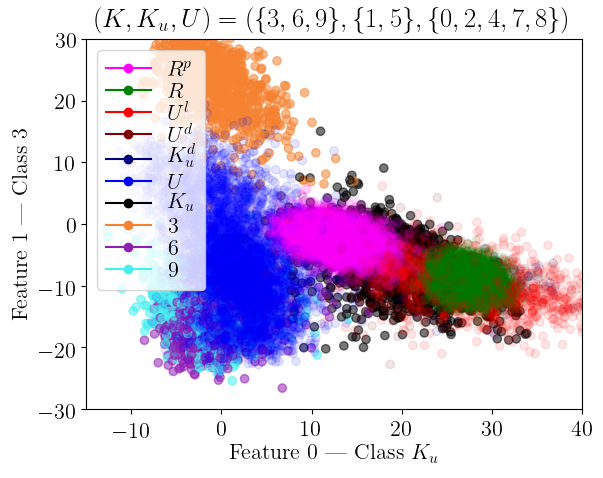 (K, K_u, U) = ({3, 6, 9}, {1, 5}, {0, 2, 4, 7, 8})
30
20
10
0
−10
−20
−30
Feature 1 — Class 3
R^p
R
U^l
U^d
K_u^d
U
K_u
3
6
9
−10 0 10 20 30 40
Feature 0 — Class K_u